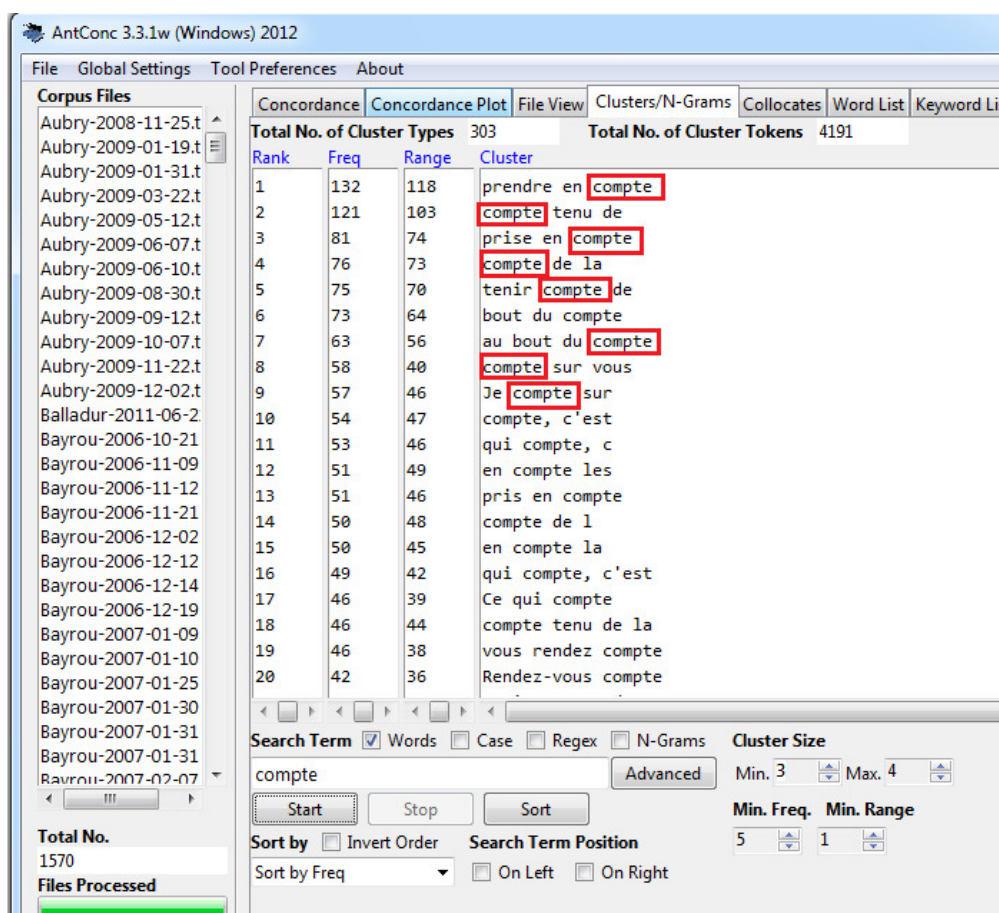 AntConc 3.3.1w (Windows) 2012
File Global Settings Tool Preferences About
Corpus Files
Aubry-2008-11-25.t
Aubry-2009-01-19.t
Aubry-2009-01-31.t
Aubry-2009-03-22.t
Aubry-2009-05-12.t
Aubry-2009-06-07.t
Aubry-2009-06-10.t
Aubry-2009-08-30.t
Aubry-2009-09-12.t
Aubry-2009-10-07.t
Aubry-2009-11-22.t
Aubry-2009-12-02.t
Balladur-2011-06-2
Bayrou-2006-10-21
Bayrou-2006-11-09
Bayrou-2006-11-12
Bayrou-2006-11-21
Bayrou-2006-12-02
Bayrou-2006-12-12
Bayrou-2006-12-14
Bayrou-2006-12-19
Bayrou-2007-01-09
Bayrou-2007-01-10
Bayrou-2007-01-25
Bayrou-2007-01-30
Bayrou-2007-01-31
Bayrou-2007-01-31
Bayrou-2007-02-07
Total No.
1570
Files Processed
Concordance Concordance Plot File View Clusters/N-Grams Collocates Word List Keyword Li
Total No. of Cluster Types 303 Total No. of Cluster Tokens 4191
Rank Freq Range Cluster
1 132 118 prendre en compte
2 121 103 compte tenu de
3 81 74 prise en compte
4 76 73 compte de la
5 75 70 tenir compte de
6 73 64 bout du compte
7 63 56 au bout du compte
8 58 40 compte sur vous
9 57 46 Je compte sur
10 54 47 compte, c'est
11 53 46 qui compte, c
12 51 49 en compte les
13 51 46 pris en compte
14 50 48 compte de l
15 50 45 en compte la
16 49 42 qui compte, c'est
17 46 39 Ce qui compte
18 46 44 compte tenu de la
19 46 38 vous rendez compte
20 42 36 Rendez-vous compte
Search Term Words Case Regex N-Grams Cluster Size
compte Advanced Min. 3 Max. 4
Start Stop Sort Min. Freq. Min. Range
Sort by Invert Order Search Term Position 5 1
Sort by Freq On Left On Right